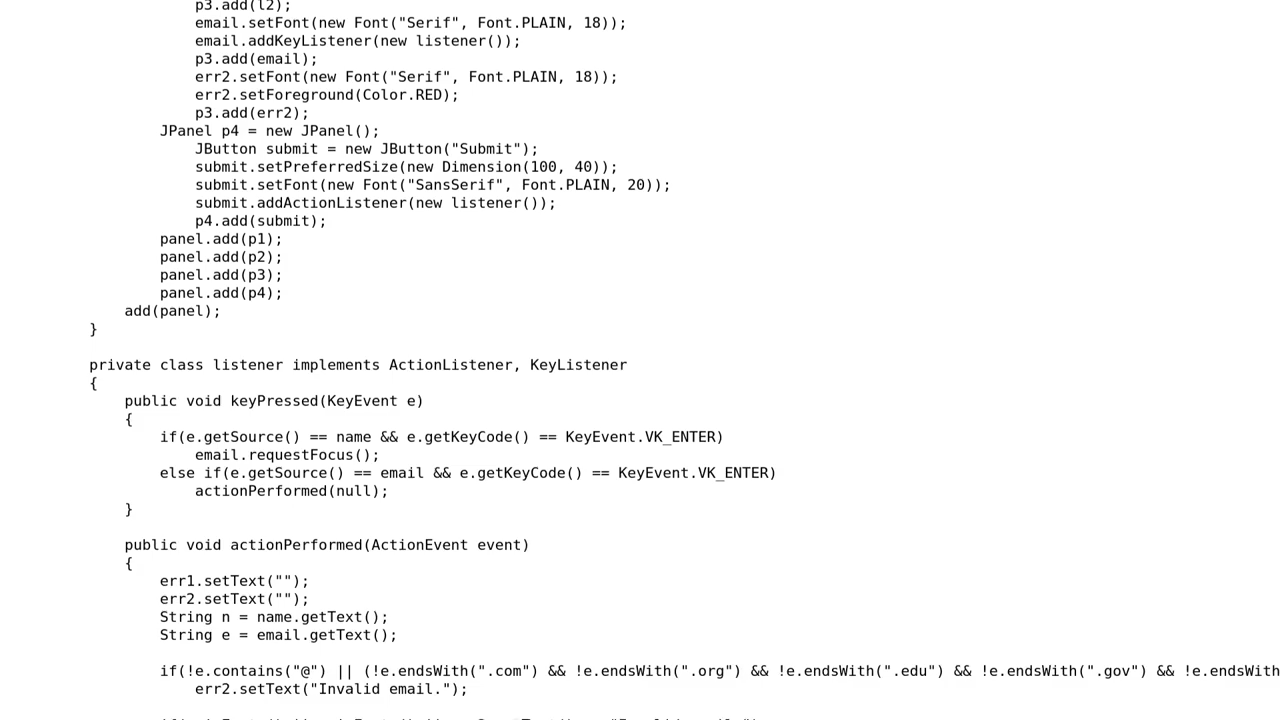 p3.add(l2);
email.setFont(new Font("Serif", Font.PLAIN, 18));
email.addKeyListener(new listener());
p3.add(email);
err2.setFont(new Font("Serif", Font.PLAIN, 18));
err2.setForeground(Color.RED);
p3.add(err2);
JPanel p4 = new JPanel();
JButton submit = new JButton("Submit");
submit.setPreferredSize(new Dimension(100, 40));
submit.setFont(new Font("SansSerif", Font.PLAIN, 20));
submit.addActionListener(new listener());
p4.add(submit);
panel.add(p1);
panel.add(p2);
panel.add(p3);
panel.add(p4);
add(panel);
}
private class listener implements ActionListener, KeyListener
{
public void keyPressed(KeyEvent e)
{
if(e.getSource() == name && e.getKeyCode() == KeyEvent.VK_ENTER)
email.requestFocus();
else if(e.getSource() == email && e.getKeyCode() == KeyEvent.VK_ENTER)
actionPerformed(null);
}
public void actionPerformed(ActionEvent event)
{
err1.setText("");
err2.setText("");
String n = name.getText();
String e = email.getText();
if(!e.contains("@") || (!e.endsWith(".com") && !e.endsWith(".org") && !e.endsWith(".edu") && !e.endsWith(".gov") && !e.endsWith
err2.setText("Invalid email.");